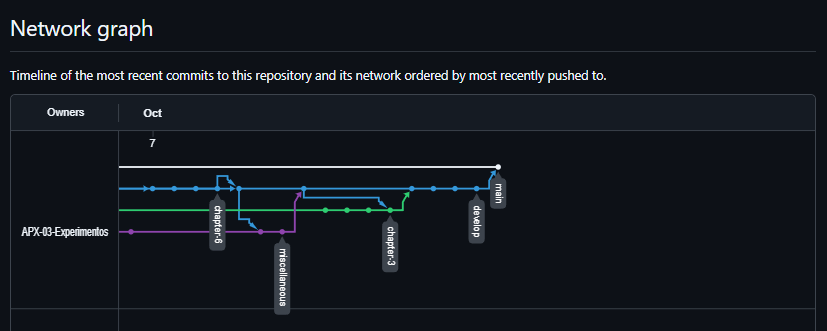 Network graph
Timeline of the most recent commits to this repository and its network ordered by most recently pushed to.
Owners
Oct
7
APX-03-Experimentos
chapter-6
miscellaneous
chapter-3
develop
main